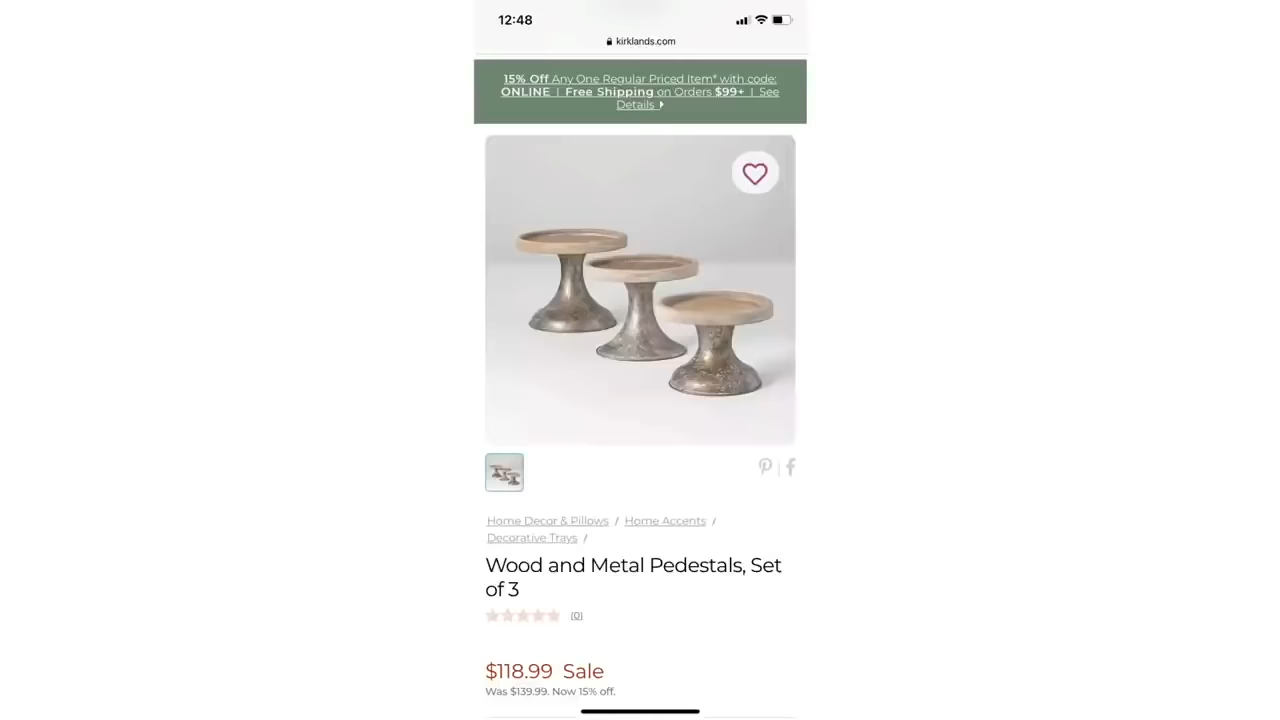 12:48
kirklands.com
15% Off Any One Regular Priced Item* with code:
ONLINE | Free Shipping on Orders $99+ | See
Details
Home Decor & Pillows / Home Accents /
Decorative Trays /
Wood and Metal Pedestals, Set
of 3
(0)
$118.99 Sale
Was $139.99. Now 15% off.